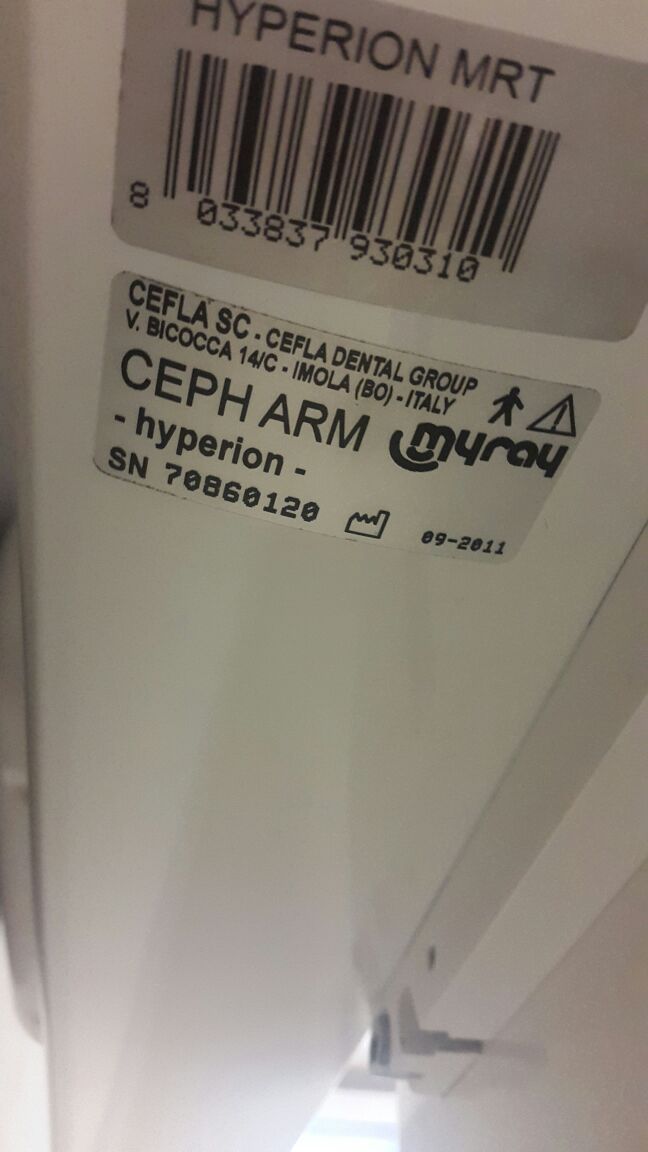 HYPERION MRT
8 033837 930310
CEFLA SC - CEFLA DENTAL GROUP
V. BICOCCA 14/C - IMOLA (BO) - ITALY
CEPH ARM
myray
- hyperion -
SN 70860120
09-2011